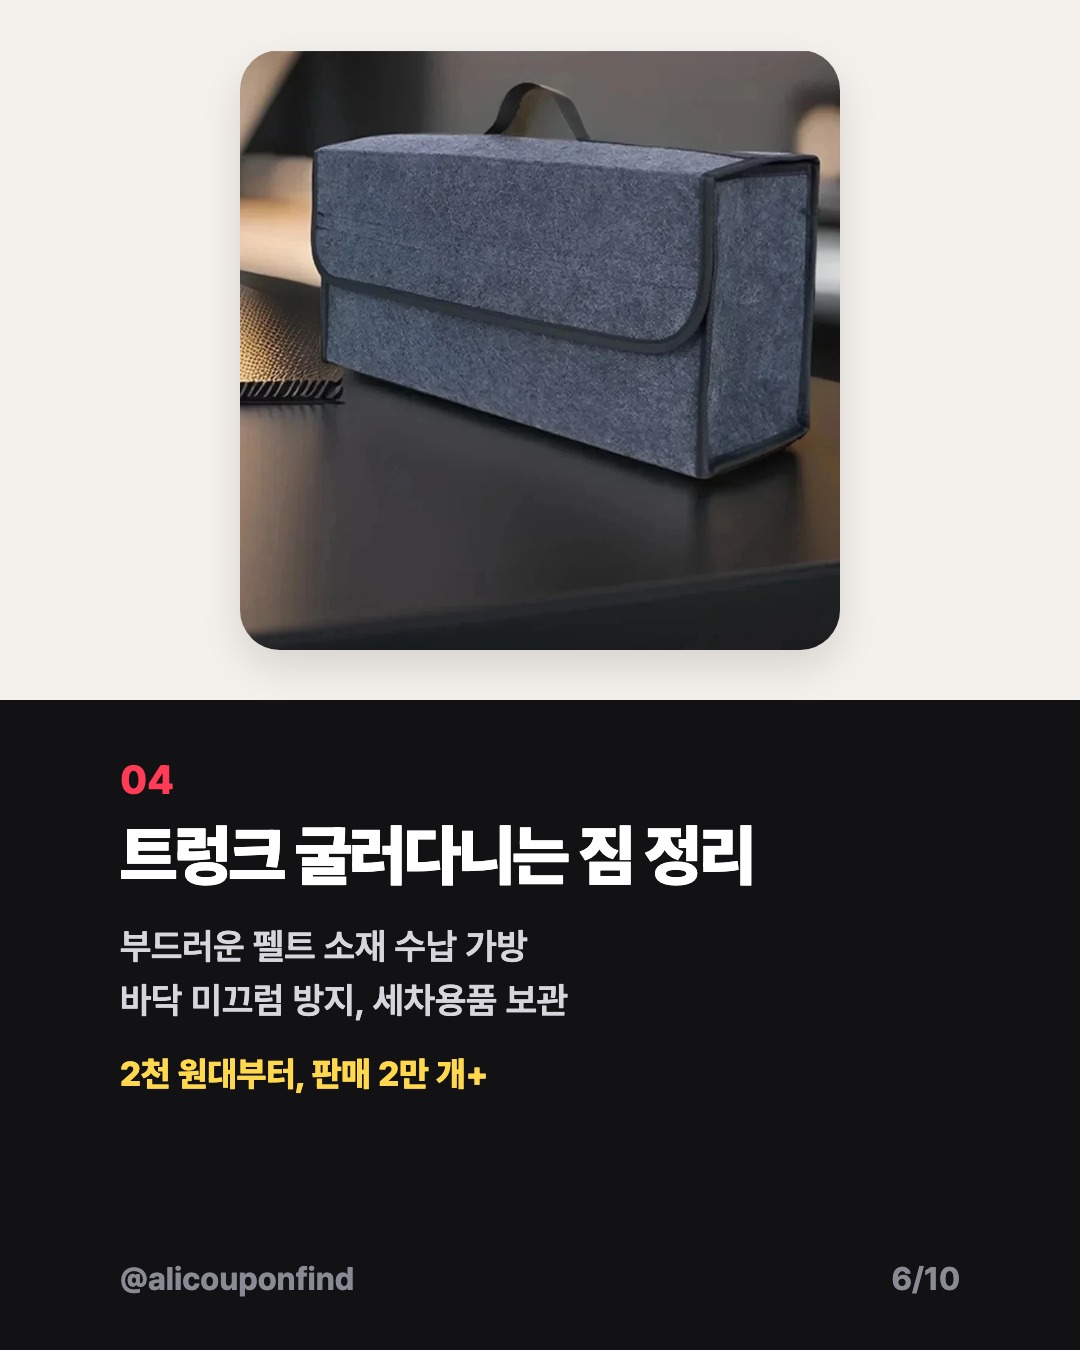 04
트렁크 굴러다니는 짐 정리
부드러운 펠트 소재 수납 가방
바닥 미끄럼 방지, 세차용품 보관
2천 원대부터, 판매 2만 개+
@alicouponfind
6/10